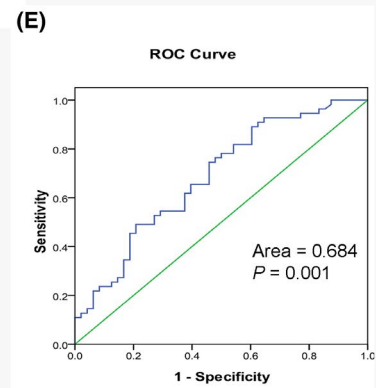 (E)
ROC Curve
1.0
0.8
0.6
0.4
0.2
0.0
Sensitivity
Area = 0.684
P = 0.001
0.0 0.2 0.4 0.6 0.8 1.0
1 - Specificity